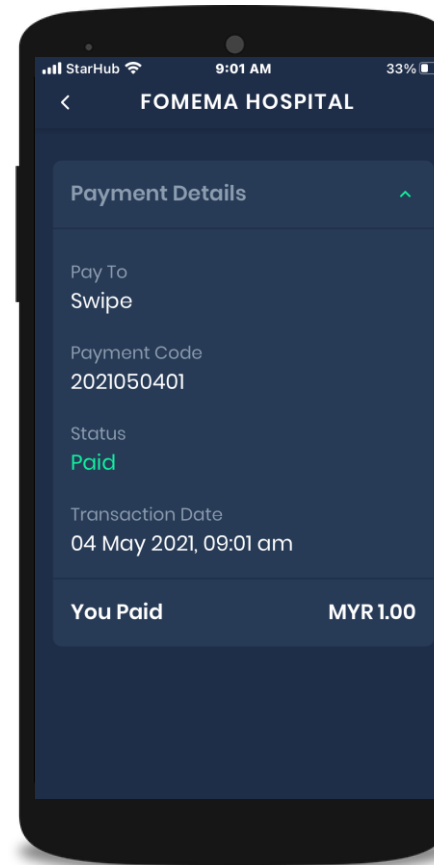 StarHub 9:01 AM 33%
FOMEMA HOSPITAL
Payment Details
Pay To
Swipe
Payment Code
2021050401
Status
Paid
Transaction Date
04 May 2021, 09:01 am
You Paid MYR 1.00